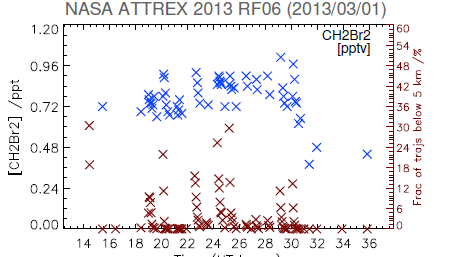 NASA ATTREX 2013 RF06 (2013/03/01)
CH2Br2
[pptv]
[CH2Br2] /ppt
1.20
0.96
0.72
0.48
0.24
0.00
60
54
48
42
36
30
24
18
12
6
0
Frac of trajs below 5 km /%
14 16 18 20 22 24 26 28 30 32 34 36